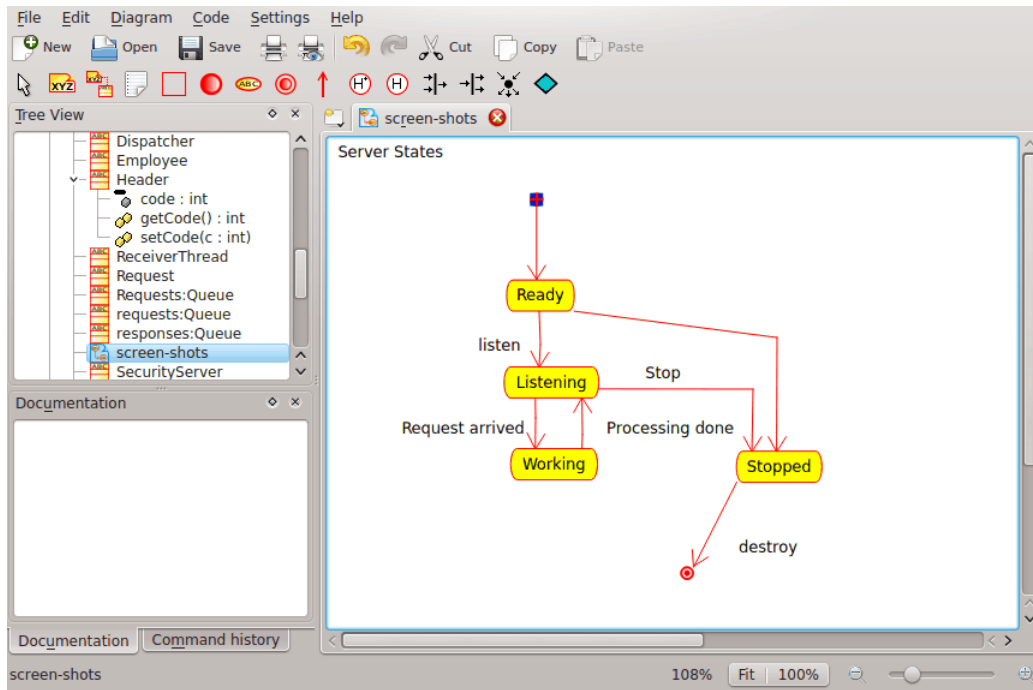 File Edit Diagram Code Settings Help
New Open Save Cut Copy Paste
XYZ XYZ ABC H* H
Tree View
screen-shots
Dispatcher
Employee
Header
code : int
getCode() : int
setCode(c : int)
ReceiverThread
Request
Requests:Queue
requests:Queue
responses:Queue
screen-shots
SecurityServer
Documentation
Documentation Command history
Server States
Ready
listen
Listening
Stop
Request arrived
Processing done
Working
Stopped
destroy
screen-shots
108% Fit 100%